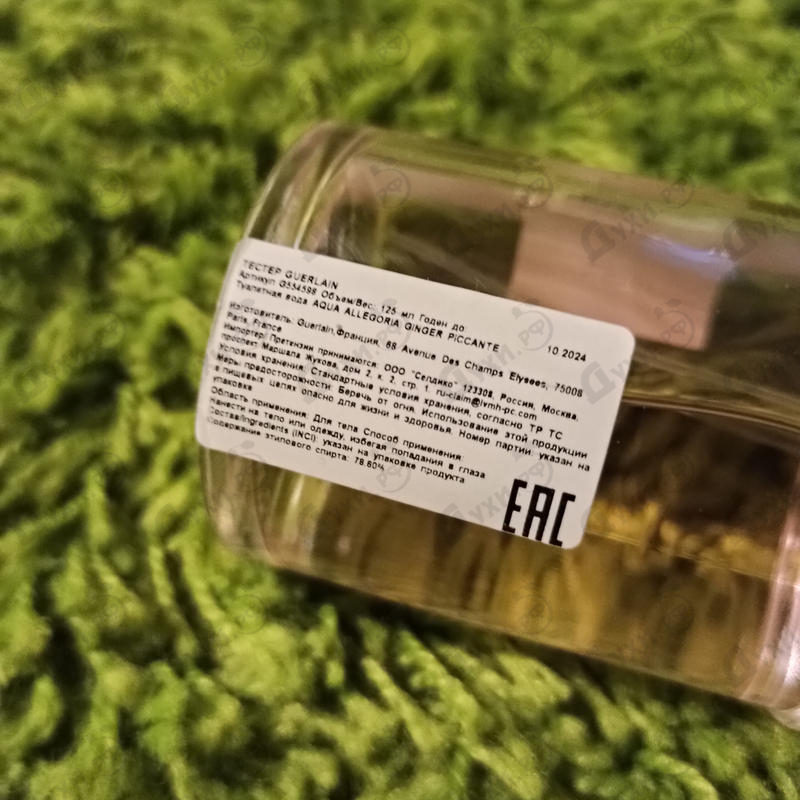 ТЕСТЕР GUERLAIN
Артикул G554598 Объем/Вес: 125 мл Годен до 10 2024
Туалетная вода AQUA ALLEGORIA GINGER PICCANTE
Изготовитель: Guerlain,Франция, 68 Avenue Des Champs Elysees, 75008
Paris, France
Импортер/ Претензии принимаются: ООО "Селдико" 123308, Россия, Москва,
проспект Маршала Жукова, дом 2, к. 2, стр. 1, ru-claim@lvmh-pc.com
Условия хранения: Стандартные условия хранения, согласно ТР ТС
Меры предосторожности: Беречь от огня. Использование этой продукции
в пищевых целях опасно для жизни и здоровья. Номер партии: указан на
упаковке
Область применения: Для тела Способ применения:
нанести на тело или одежду, избегая попадания в глаза
Состав/Ingredients (INCI): указан на упаковке продукта
Содержание этилового спирта: 78.80%
EAC
Духи.РФ